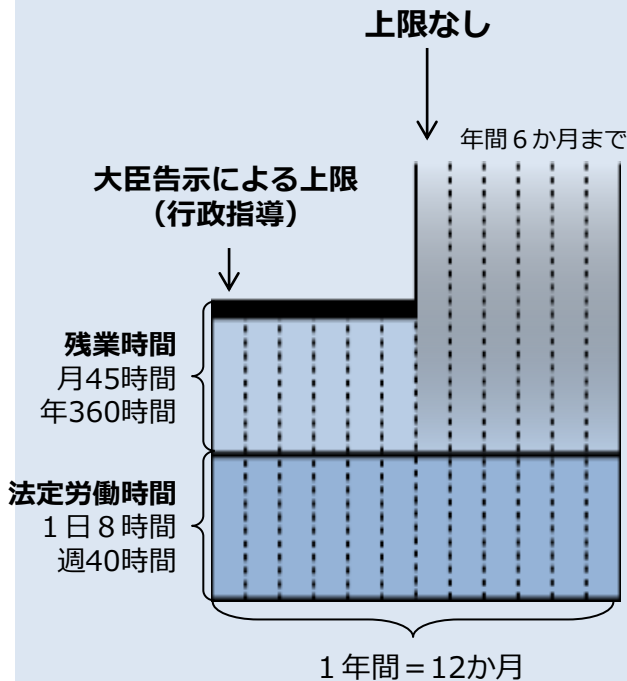 上限なし
年間６か月まで
大臣告示による上限
（行政指導）
残業時間
月45時間
年360時間
法定労働時間
１日８時間
週40時間
１年間＝12か月